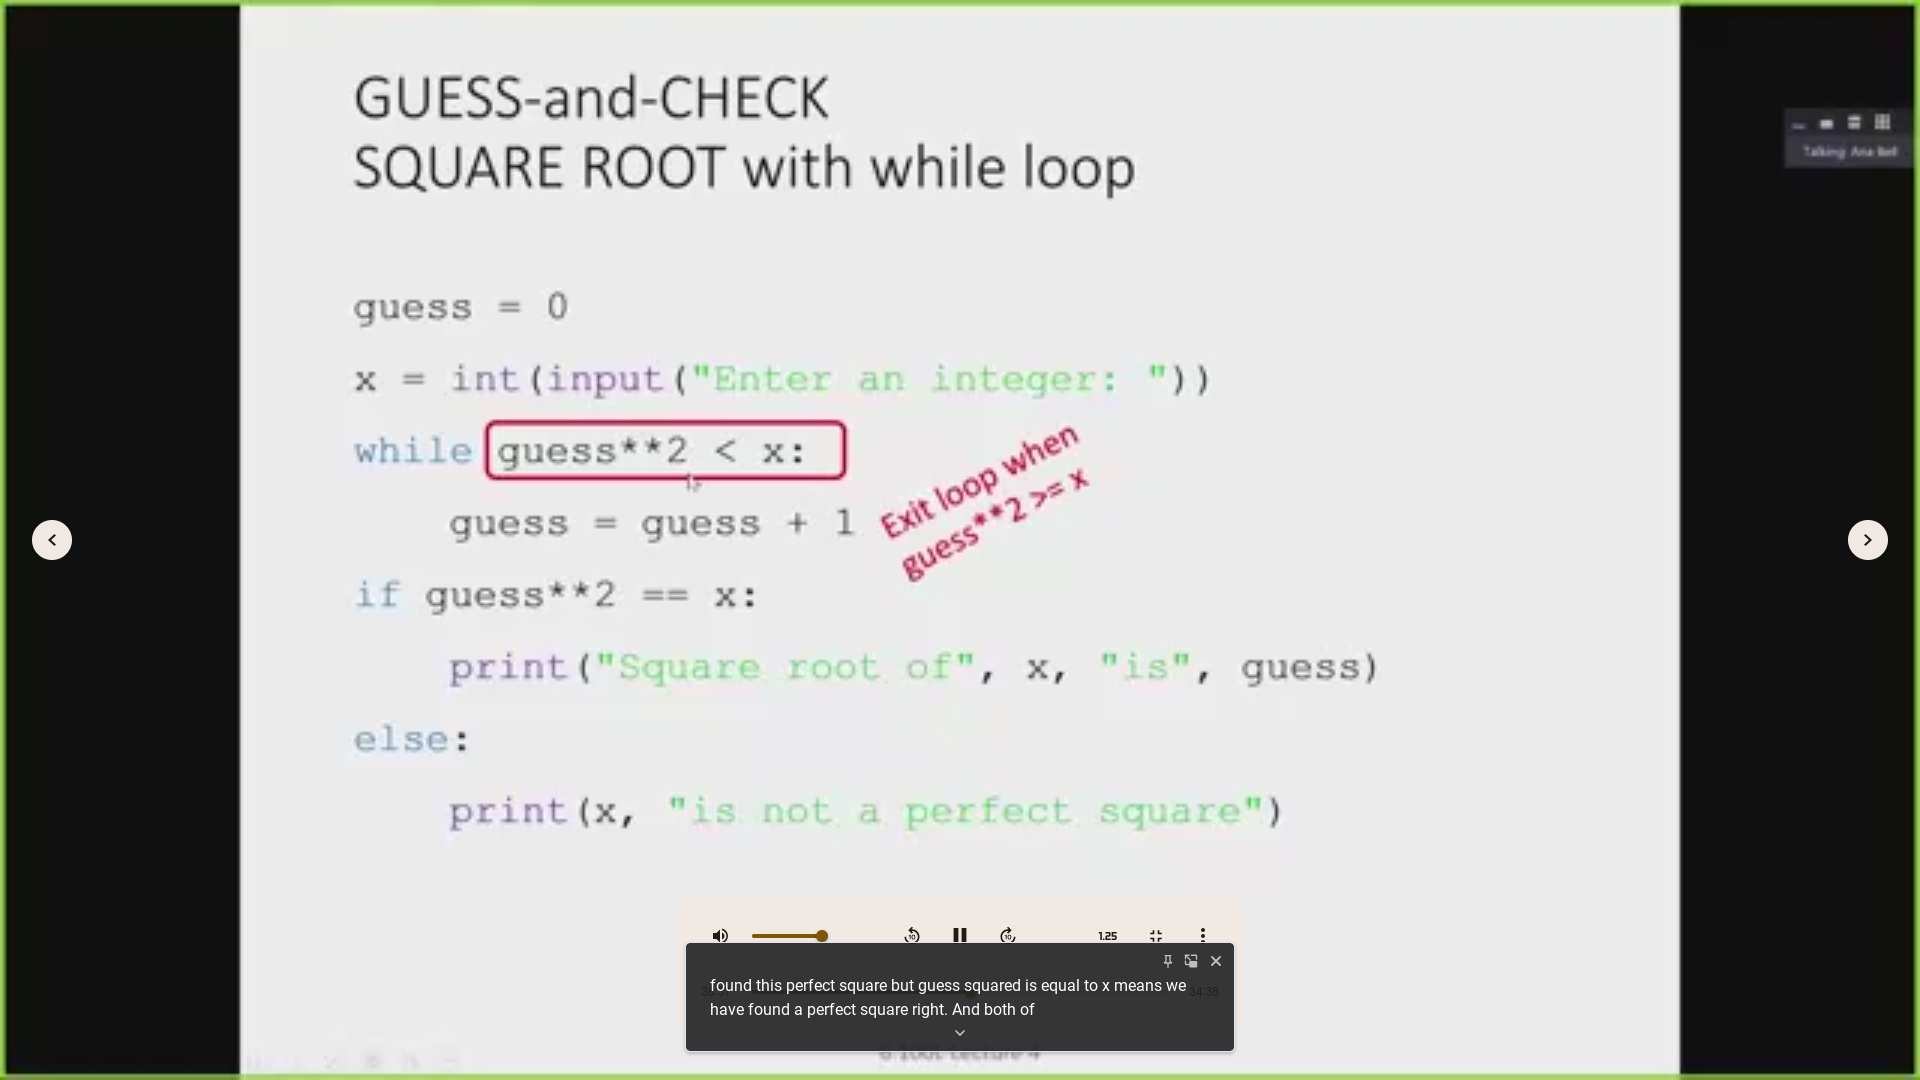 GUESS-and-CHECK
SQUARE ROOT with while loop
Talking: Ana Bell
guess = 0
x = int(input("Enter an integer: "))
while guess**2 < x:
guess = guess + 1
Exit loop when
guess**2 >= x
if guess**2 == x:
print("Square root of", x, "is", guess)
else:
print(x, "is not a perfect square")
1.25
found this perfect square but guess squared is equal to x means we
have found a perfect square right. And both of
34:38
6.100L Lecture 4